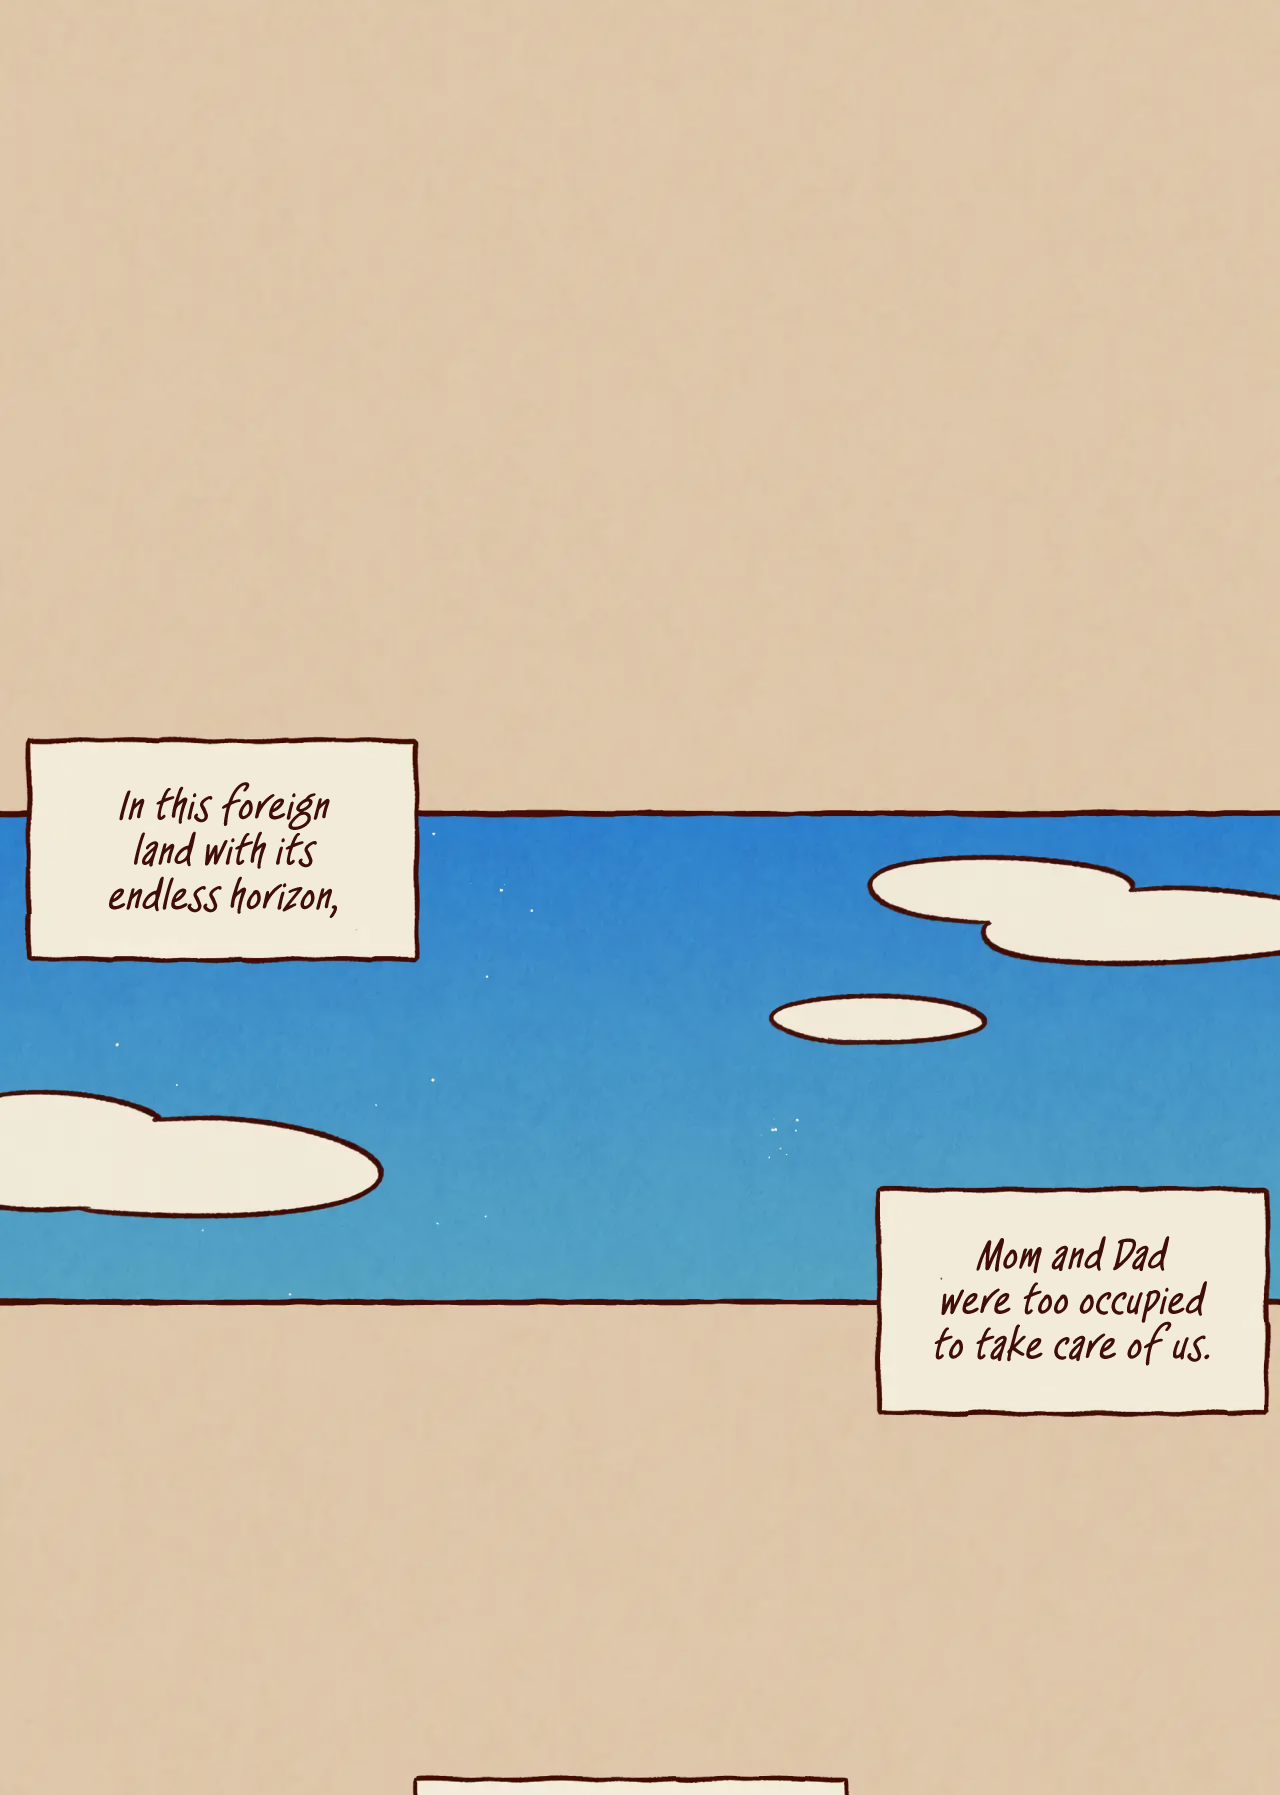 In this foreign
land with its
endless horizon,
Mom and Dad
were too occupied
to take care of us.